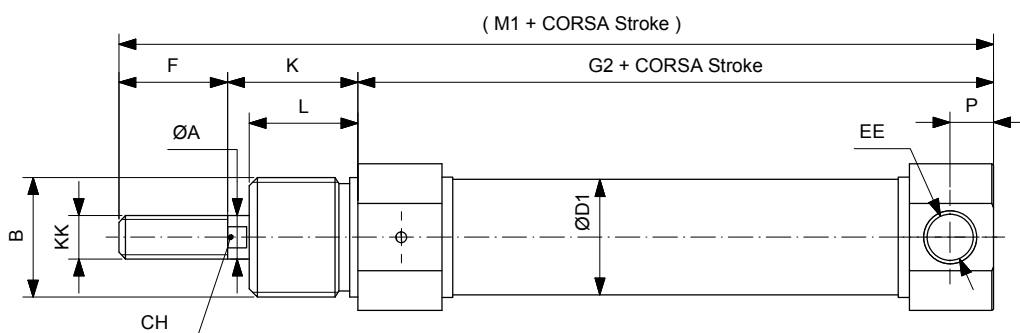 ( M1 + CORSA Stroke )
F
K
G2 + CORSA Stroke
L
P
ØA
EE
B
KK
ØD1
CH